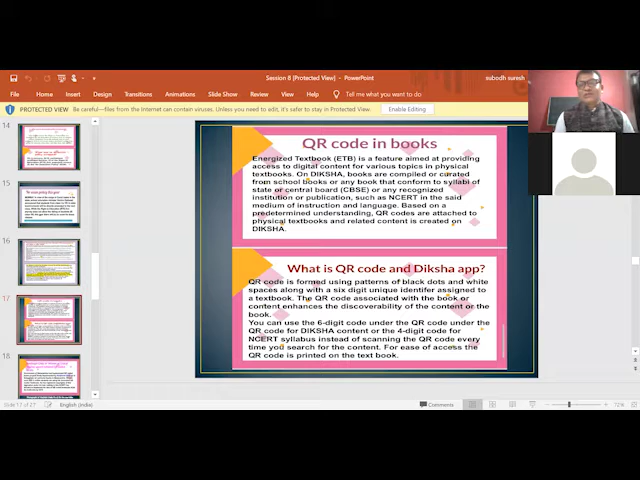 Session 8 (Protected View) - PowerPoint
subodh suresh
File
Home
Insert
Design
Transitions
Animations
Slide Show
Review
View
Help
Tell me what you want to do
PROTECTED VIEW
Be careful—files from the Internet can contain viruses. Unless you need to edit, it's safer to stay in Protected View.
Enable Editing
14
15
16
17
18
QR code in books
Energized Textbook (ETB) is a feature aimed at providing
access to digital content for various topics in physical
textbooks. On DIKSHA, books are compiled or curated
from school books or any book that conform to syllabi of
state or central board (CBSE) or any recognized
institution or publication, such as NCERT in the said
medium of instruction and language. Based on a
predetermined understanding, QR codes are attached to
physical textbooks and related content is created on
DIKSHA.
What is QR code and Diksha app?
QR code is formed using patterns of black dots and white
spaces along with a six digit unique identifer assigned to
a textbook. The QR code associated with the book or
content enhances the discoverability of the content or the
book.
You can use the 6-digit code under the QR code under the
QR code for DIKSHA content or the 4-digit code for
NCERT syllabus instead of scanning the QR code every
time you search for the content. For ease of access the
QR code is printed on the text book.
Slide 17 of 27
English (India)
Comments
72%